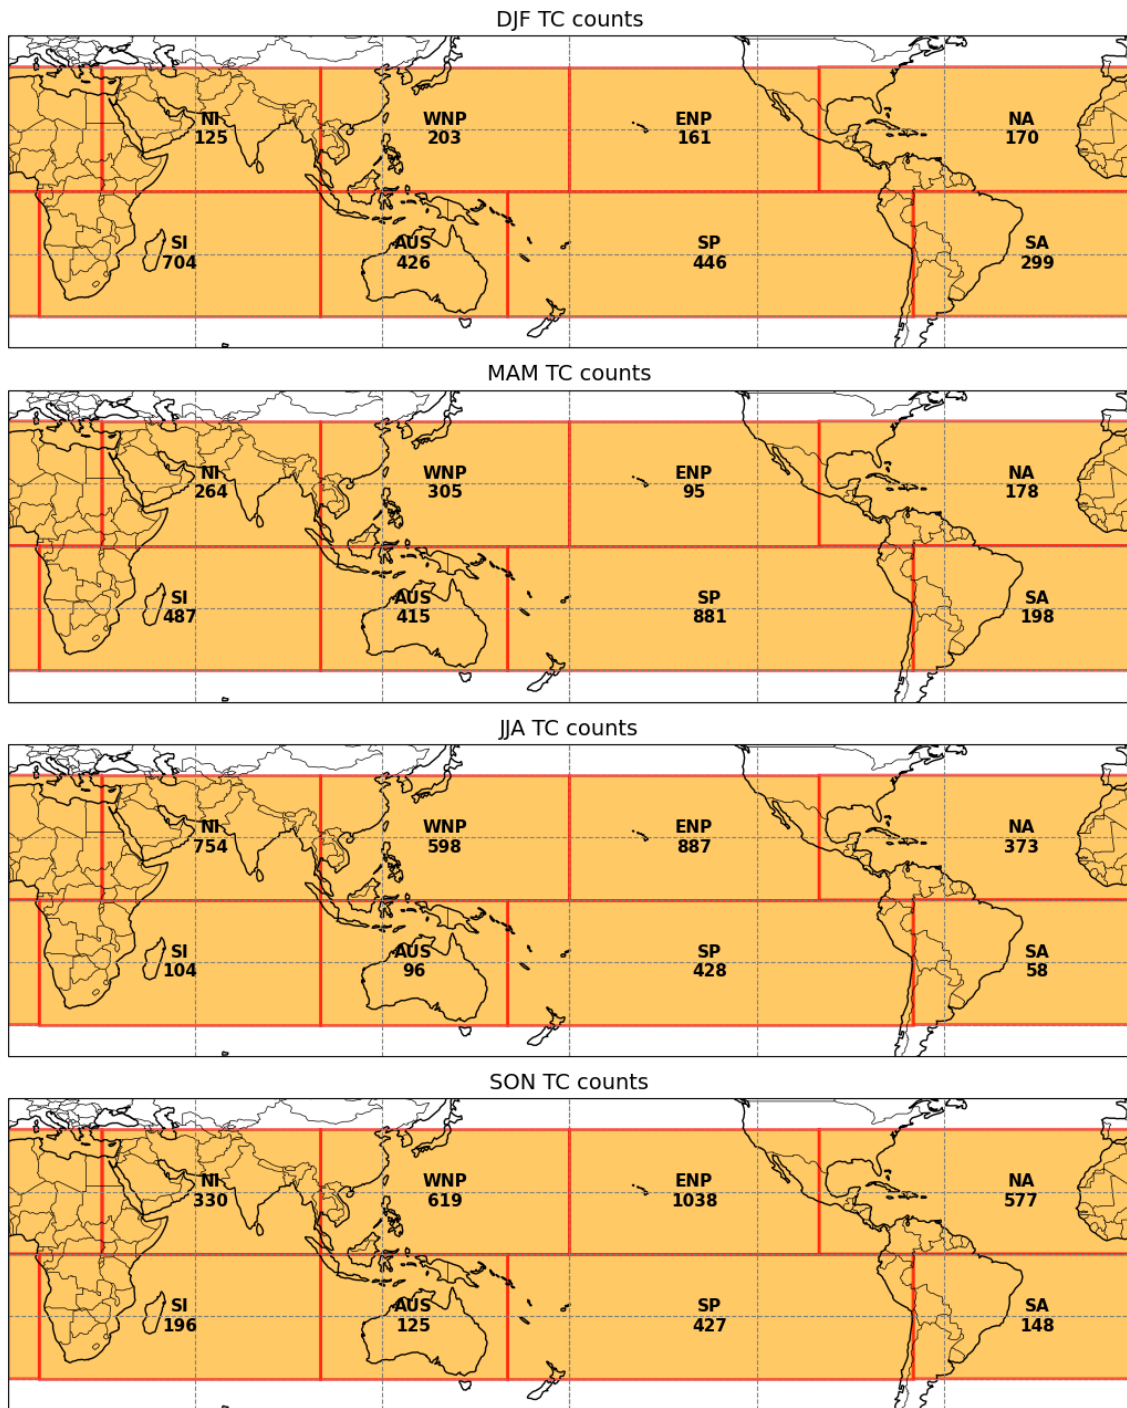 DJF TC counts
NI
125
WNP
203
ENP
161
NA
170
SI
704
AUS
426
SP
446
SA
299
MAM TC counts
NI
264
WNP
305
ENP
95
NA
178
SI
487
AUS
415
SP
881
SA
198
JJA TC counts
NI
754
WNP
598
ENP
887
NA
373
SI
104
AUS
96
SP
428
SA
58
SON TC counts
NI
330
WNP
619
ENP
1038
NA
577
SI
196
AUS
125
SP
427
SA
148